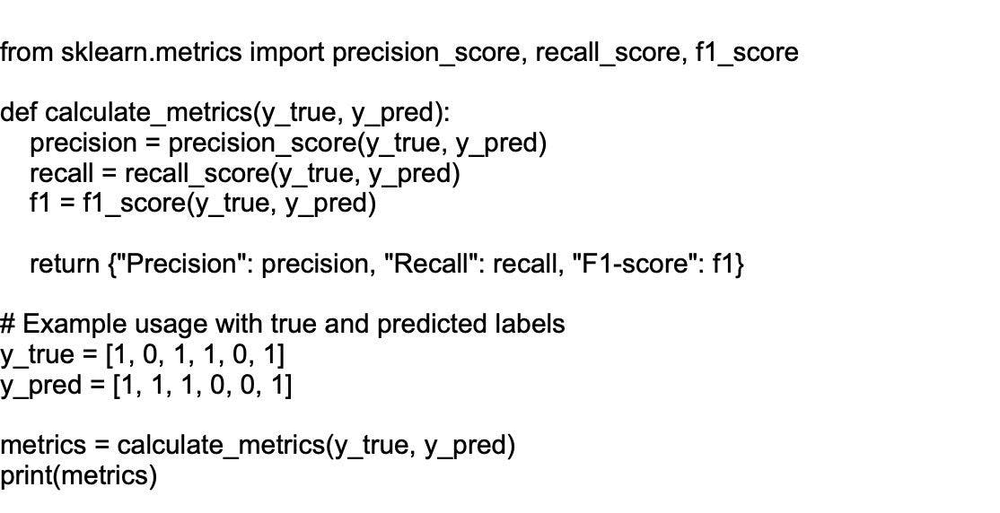 from sklearn.metrics import precision_score, recall_score, f1_score
def calculate_metrics(y_true, y_pred):
precision = precision_score(y_true, y_pred)
recall = recall_score(y_true, y_pred)
f1 = f1_score(y_true, y_pred)
return {"Precision": precision, "Recall": recall, "F1-score": f1}
# Example usage with true and predicted labels
y_true = [1, 0, 1, 1, 0, 1]
y_pred = [1, 1, 1, 0, 0, 1]
metrics = calculate_metrics(y_true, y_pred)
print(metrics)